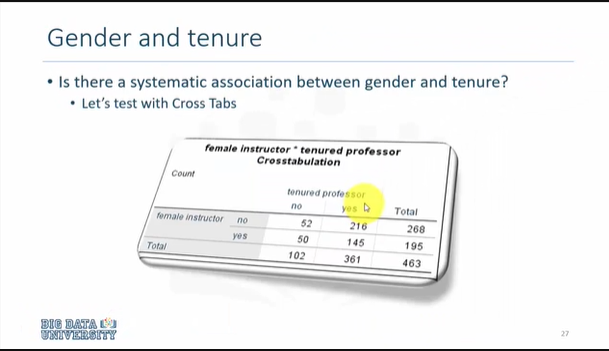 Gender and tenure
• Is there a systematic association between gender and tenure?
• Let's test with Cross Tabs
female instructor * tenured professor
Crosstabulation
Count
tenured professor
no yes Total
female instructor no 52 216 268
yes 50 145 195
Total 102 361 463
BIG DATA
UNIVERSITY
27